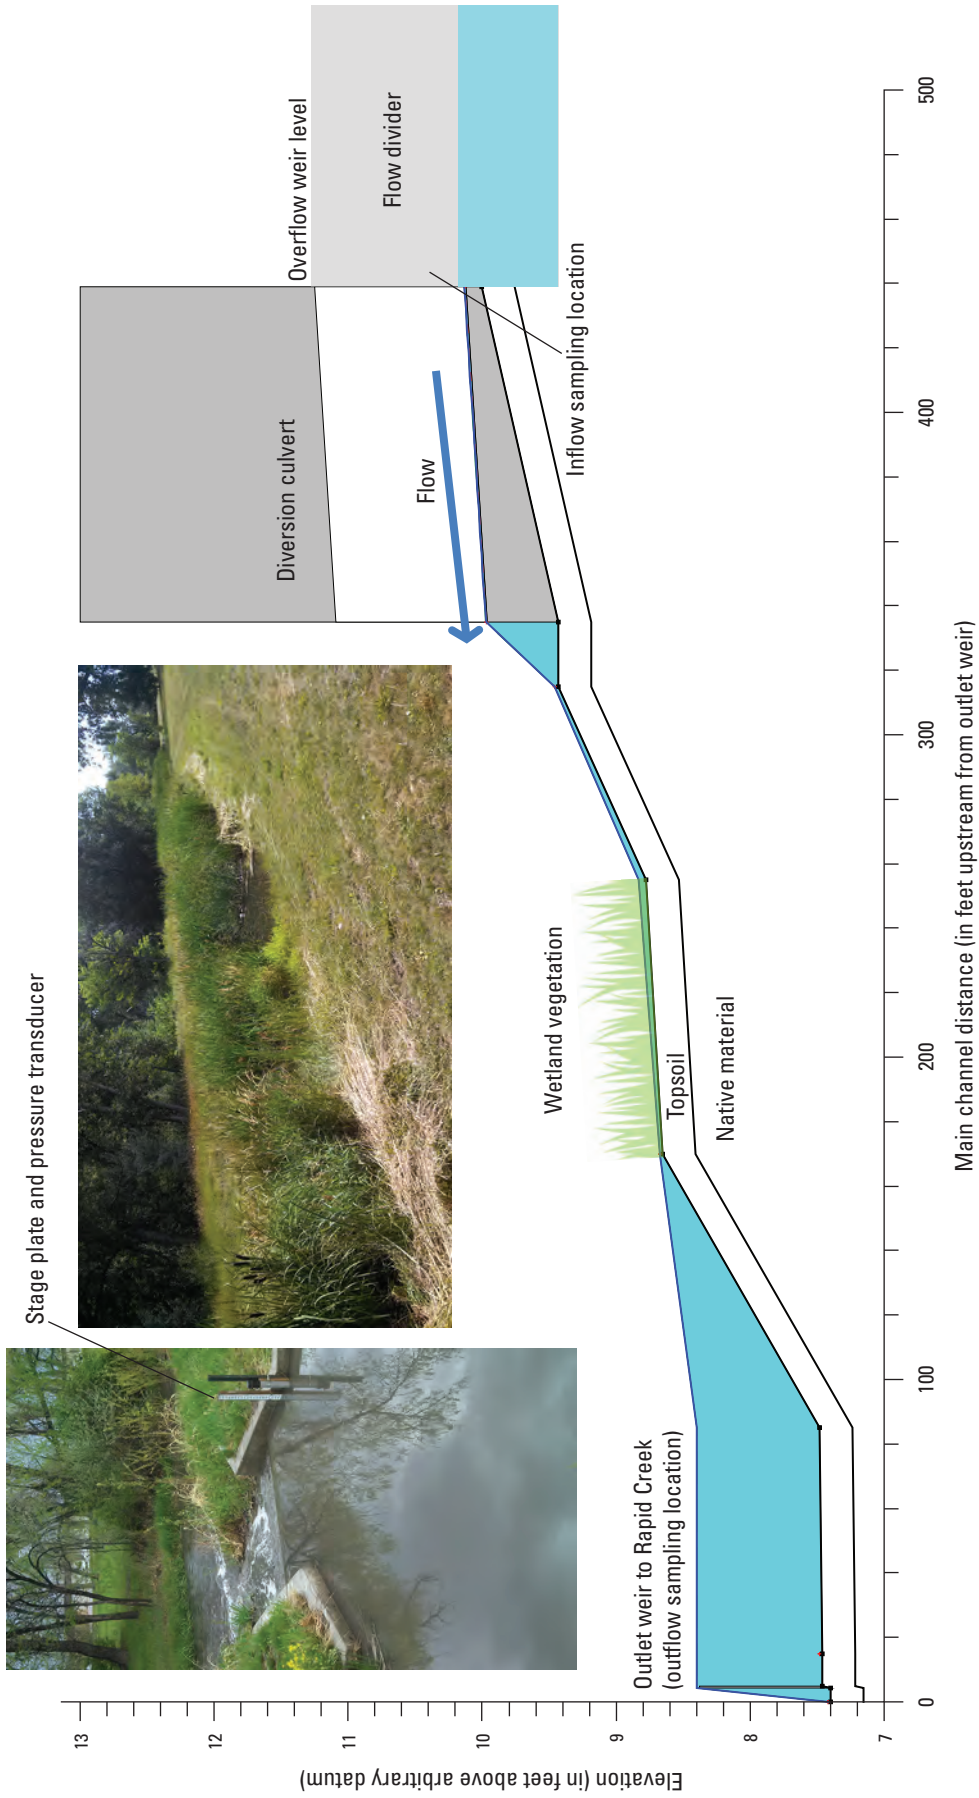 Stage plate and pressure transducer
Overflow weir level
Diversion culvert
Flow divider
Flow
Inflow sampling location
Wetland vegetation
Topsoil
Native material
Outlet weir to Rapid Creek
(outflow sampling location)
13
12
11
10
9
8
7
Elevation (in feet above arbitrary datum)
0
100
200
300
400
500
Main channel distance (in feet upstream from outlet weir)